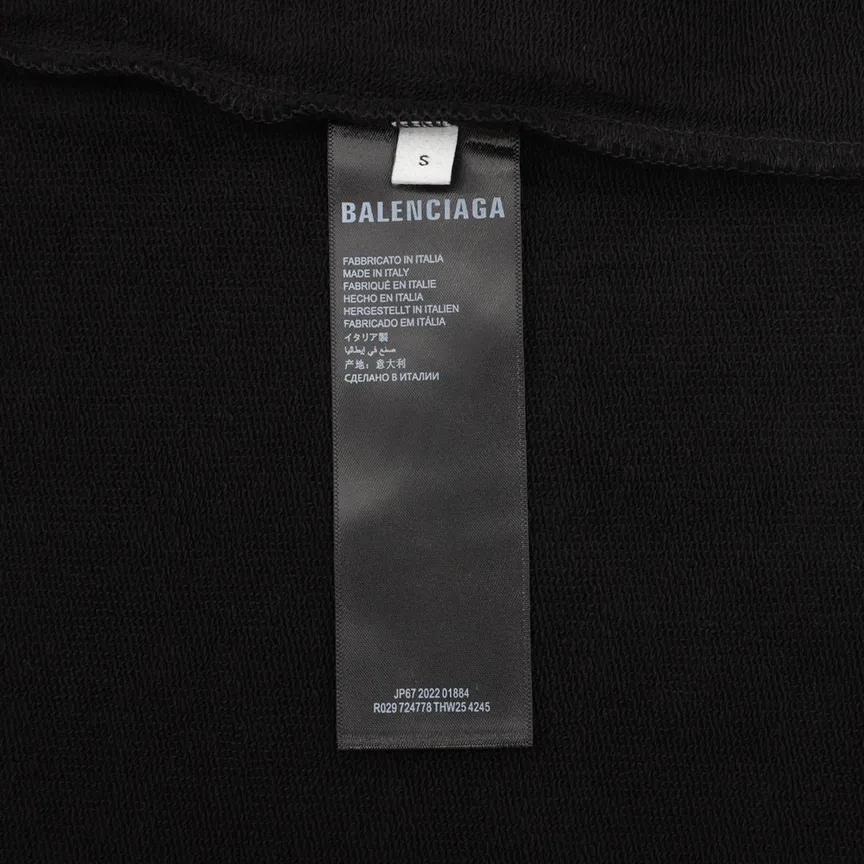 S
BALENCIAGA
FABBRICATO IN ITALIA
MADE IN ITALY
FABRIQUÉ EN ITALIE
HECHO EN ITALIA
HERGESTELLT IN ITALIEN
FABRICADO EM ITÁLIA
イタリア製
صنع في إيطاليا
产地：意大利
СДЕЛАНО В ИТАЛИИ
JP67 2022 01884
R029 724778 THW25 4245